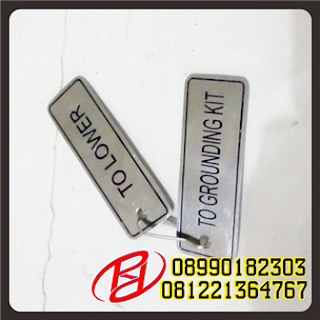 TO LOWER
TO GROUNDING KIT
08990182303
081221364767